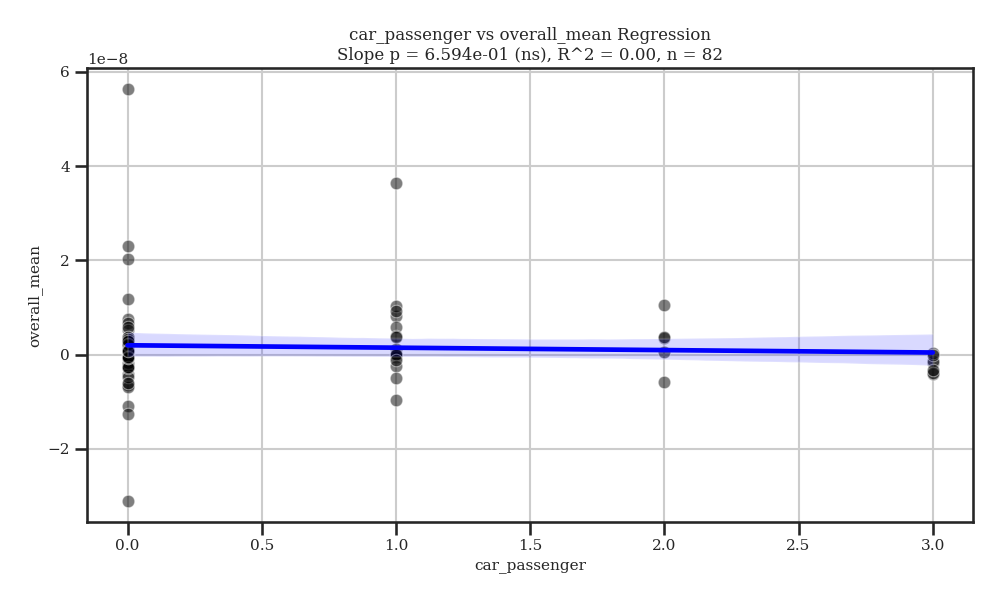 car_passenger vs overall_mean Regression
Slope p = 6.594e-01 (ns), R^2 = 0.00, n = 82
1e−8
6
4
2
0
−2
overall_mean
0.0 0.5 1.0 1.5 2.0 2.5 3.0
car_passenger